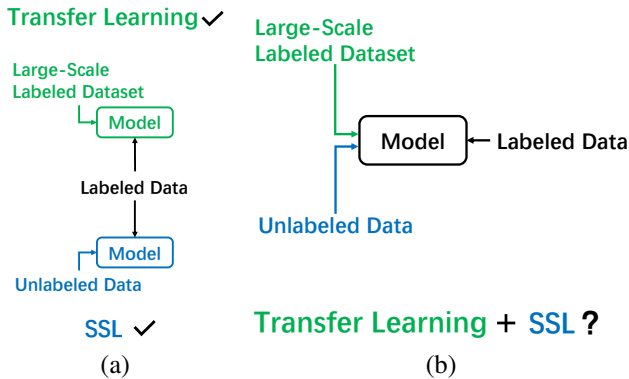 Transfer Learning ✓
Large-Scale
Labeled Dataset
Model
Labeled Data
Model
Unlabeled Data
SSL ✓
(a)
Large-Scale
Labeled Dataset
Model
Labeled Data
Unlabeled Data
Transfer Learning + SSL ?
(b)